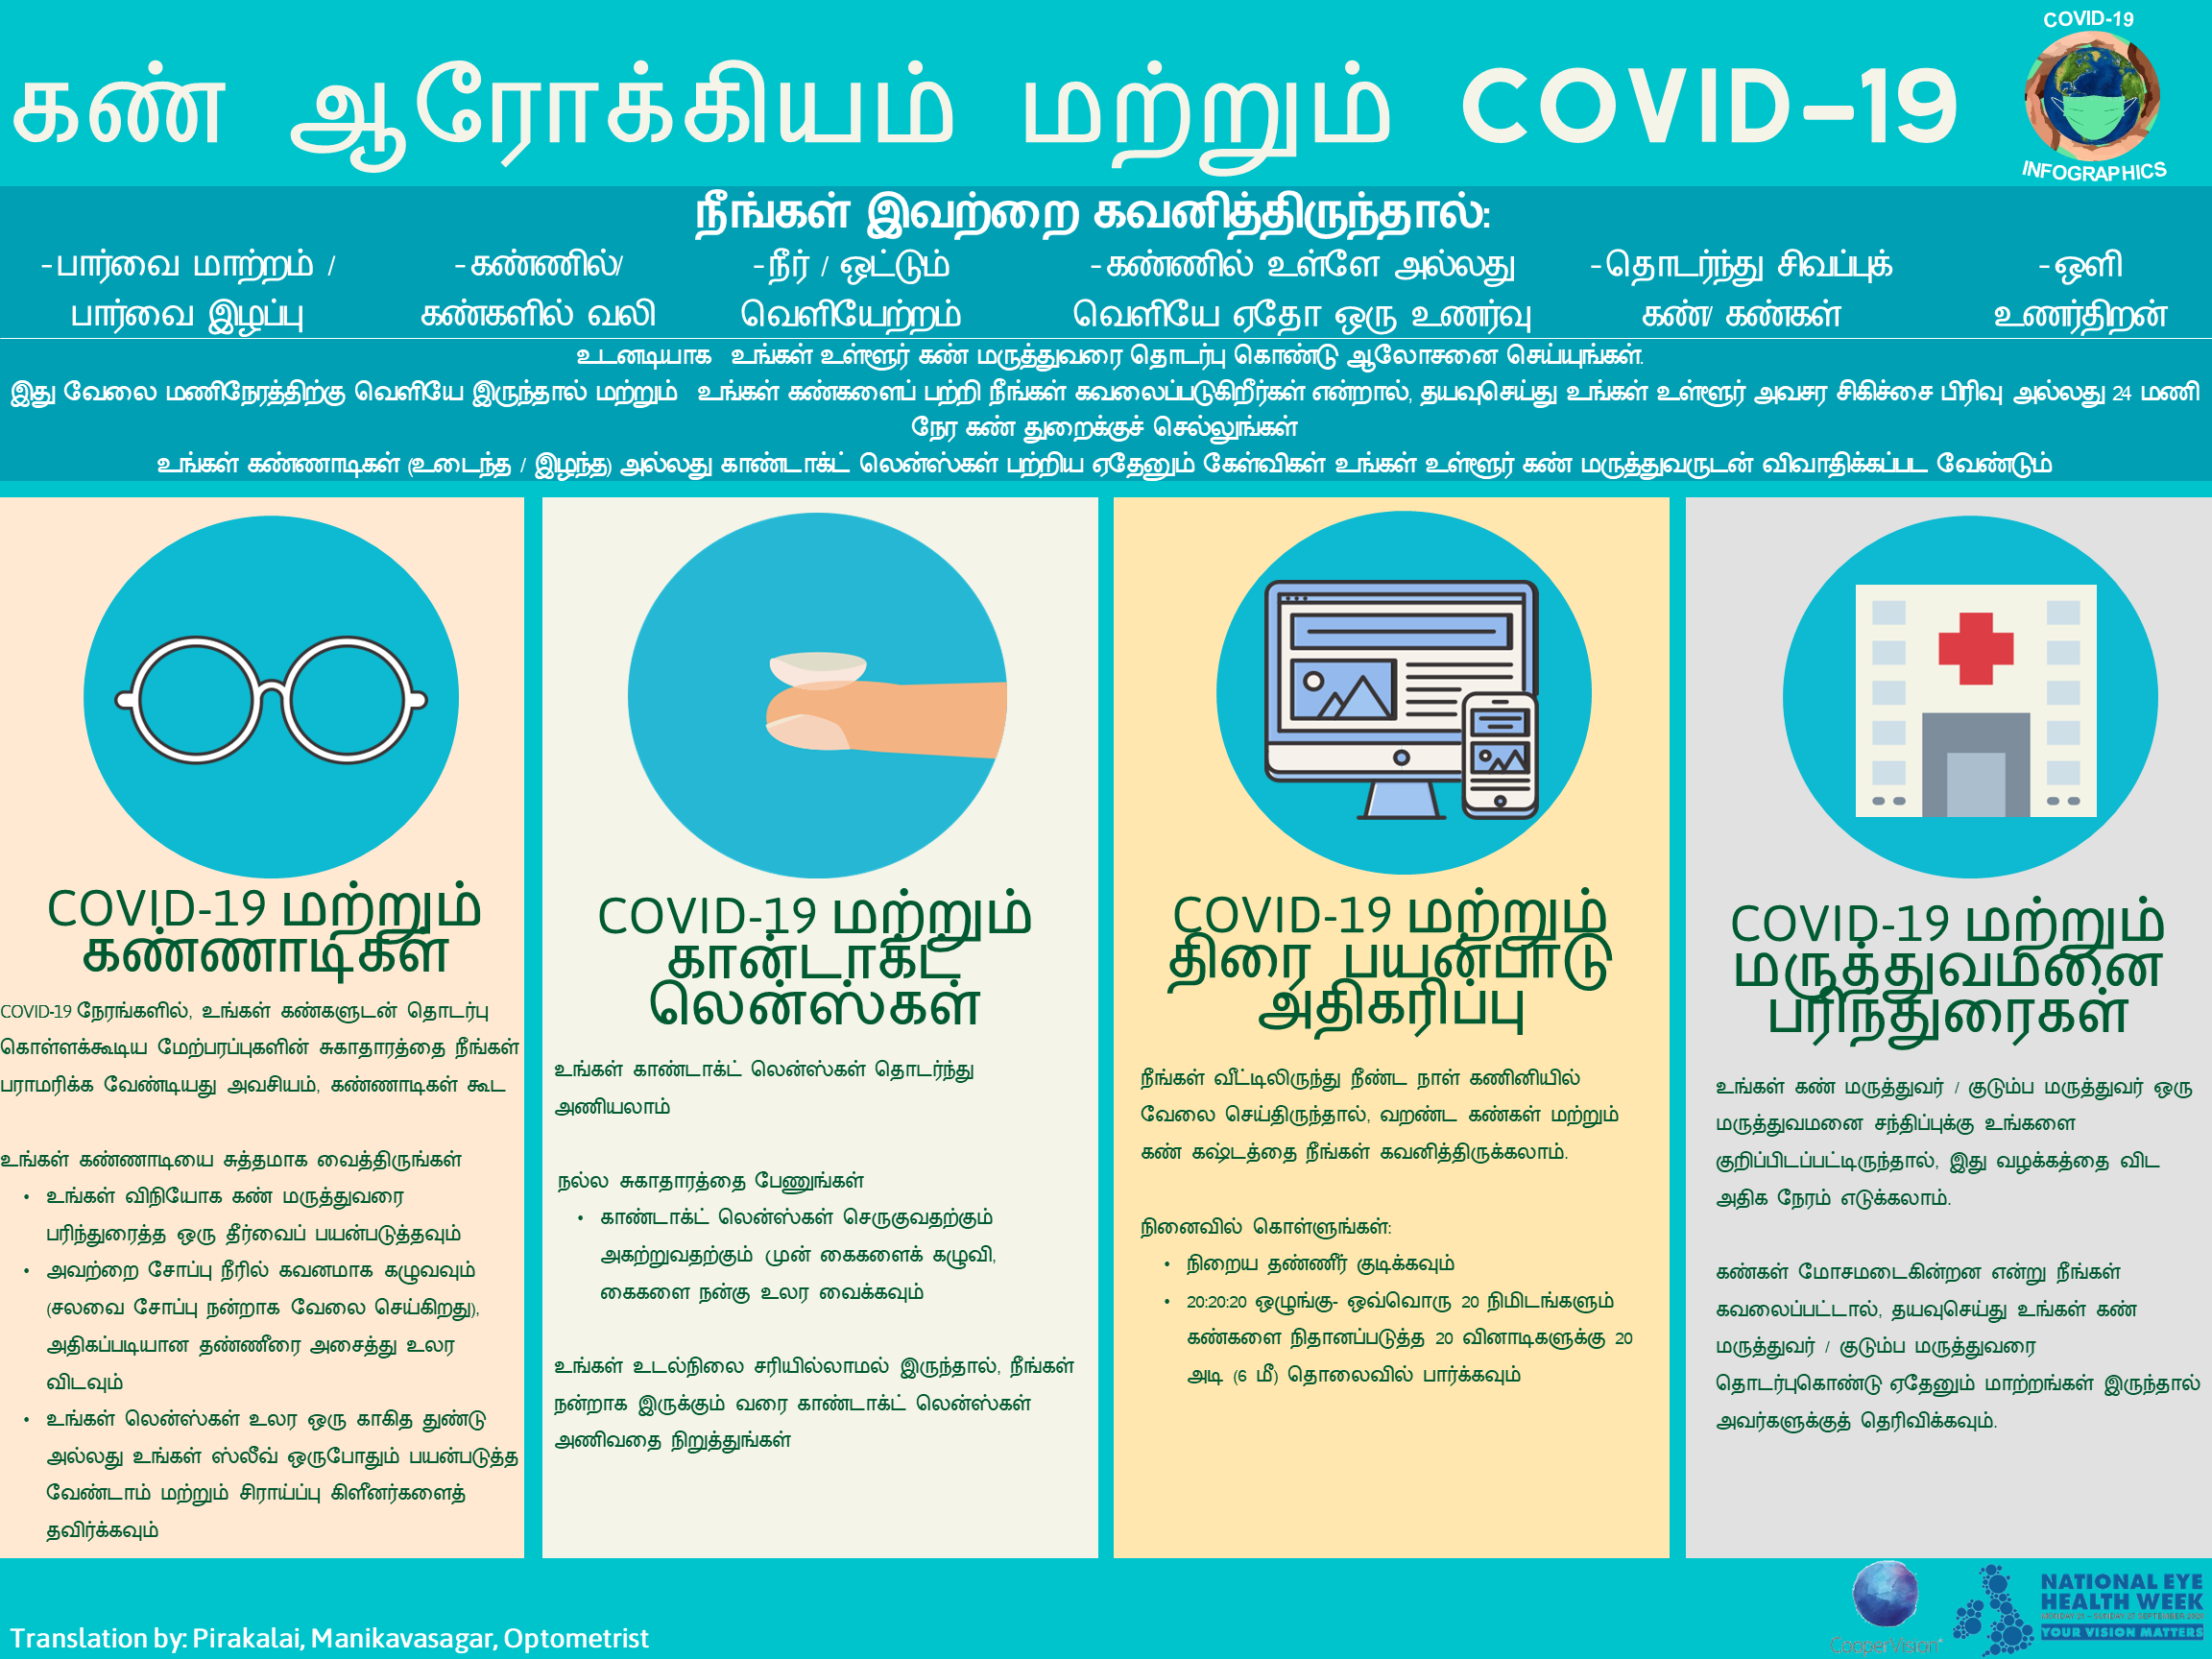 COVID-19
INFOGRAPHICS
கண் ஆரோக்கியம் மற்றும் COVID-19
நீங்கள் இவற்றை கவனித்திருந்தால்:
-பார்வை மாற்றம் /
பார்வை இழப்பு
-கண்ணில்/
கண்களில் வலி
-நீர் / ஒட்டும்
வெளியேற்றம்
-கண்ணில் உள்ளே அல்லது
வெளியே ஏதோ ஒரு உணர்வு
-தொடர்ந்து சிவப்புக்
கண்/ கண்கள்
-ஒளி
உணர்திறன்
உடனடியாக உங்கள் உள்ளூர் கண் மருத்துவரை தொடர்பு கொண்டு ஆலோசனை செய்யுங்கள்.
இது வேலை மணிநேரத்திற்கு வெளியே இருந்தால் மற்றும் உங்கள் கண்களைப் பற்றி நீங்கள் கவலைப்படுகிறீர்கள் என்றால், தயவுசெய்து உங்கள் உள்ளூர் அவசர சிகிச்சை பிரிவு அல்லது 24 மணி
நேர கண் துறைக்குச் செல்லுங்கள்
உங்கள் கண்ணாடிகள் (உடைந்த / இழந்த) அல்லது காண்டாக்ட் லென்ஸ்கள் பற்றிய ஏதேனும் கேள்விகள் உங்கள் உள்ளூர் கண் மருத்துவருடன் விவாதிக்கப்பட வேண்டும்
COVID-19 மற்றும்
கண்ணாடிகள்
COVID-19 நேரங்களில், உங்கள் கண்களுடன் தொடர்பு
கொள்ளக்கூடிய மேற்பரப்புகளின் சுகாதாரத்தை நீங்கள்
பராமரிக்க வேண்டியது அவசியம், கண்ணாடிகள் கூட
உங்கள் கண்ணாடியை சுத்தமாக வைத்திருங்கள்
• உங்கள் விநியோக கண் மருத்துவரை
பரிந்துரைத்த ஒரு தீர்வைப் பயன்படுத்தவும்
• அவற்றை சோப்பு நீரில் கவனமாக கழுவவும்
(சலவை சோப்பு நன்றாக வேலை செய்கிறது),
அதிகப்படியான தண்ணீரை அசைத்து உலர
விடவும்
• உங்கள் லென்ஸ்கள் உலர ஒரு காகித துண்டு
அல்லது உங்கள் ஸ்லீவ் ஒருபோதும் பயன்படுத்த
வேண்டாம் மற்றும் சிராய்ப்பு கிளீனர்களைத்
தவிர்க்கவும்
COVID-19 மற்றும்
கான்டாக்ட்
லென்ஸ்கள்
உங்கள் காண்டாக்ட் லென்ஸ்கள் தொடர்ந்து
அணியலாம்
நல்ல சுகாதாரத்தை பேணுங்கள்
• காண்டாக்ட் லென்ஸ்கள் செருகுவதற்கும்
அகற்றுவதற்கும் முன் கைகளைக் கழுவி,
கைகளை நன்கு உலர வைக்கவும்
உங்கள் உடல்நிலை சரியில்லாமல் இருந்தால், நீங்கள்
நன்றாக இருக்கும் வரை காண்டாக்ட் லென்ஸ்கள்
அணிவதை நிறுத்துங்கள்
COVID-19 மற்றும்
திரை பயன்பாடு
அதிகரிப்பு
நீங்கள் வீட்டிலிருந்து நீண்ட நாள் கணினியில்
வேலை செய்திருந்தால், வறண்ட கண்கள் மற்றும்
கண் கஷ்டத்தை நீங்கள் கவனித்திருக்கலாம்.
நினைவில் கொள்ளுங்கள்:
• நிறைய தண்ணீர் குடிக்கவும்
• 20:20:20 ஒழுங்கு- ஒவ்வொரு 20 நிமிடங்களும்
கண்களை நிதானப்படுத்த 20 வினாடிகளுக்கு 20
அடி (6 மீ) தொலைவில் பார்க்கவும்
COVID-19 மற்றும்
மருத்துவமனை
பரிந்துரைகள்
உங்கள் கண் மருத்துவர் / குடும்ப மருத்துவர் ஒரு
மருத்துவமனை சந்திப்புக்கு உங்களை
குறிப்பிடப்பட்டிருந்தால், இது வழக்கத்தை விட
அதிக நேரம் எடுக்கலாம்.
கண்கள் மோசமடைகின்றன என்று நீங்கள்
கவலைப்பட்டால், தயவுசெய்து உங்கள் கண்
மருத்துவர் / குடும்ப மருத்துவரை
தொடர்புகொண்டு ஏதேனும் மாற்றங்கள் இருந்தால்
அவர்களுக்குத் தெரிவிக்கவும்.
Translation by: Pirakalai, Manikavasagar, Optometrist
CooperVision
NATIONAL EYE
HEALTH WEEK
MONDAY 21 – SUNDAY 27 SEPTEMBER 2020
YOUR VISION MATTERS